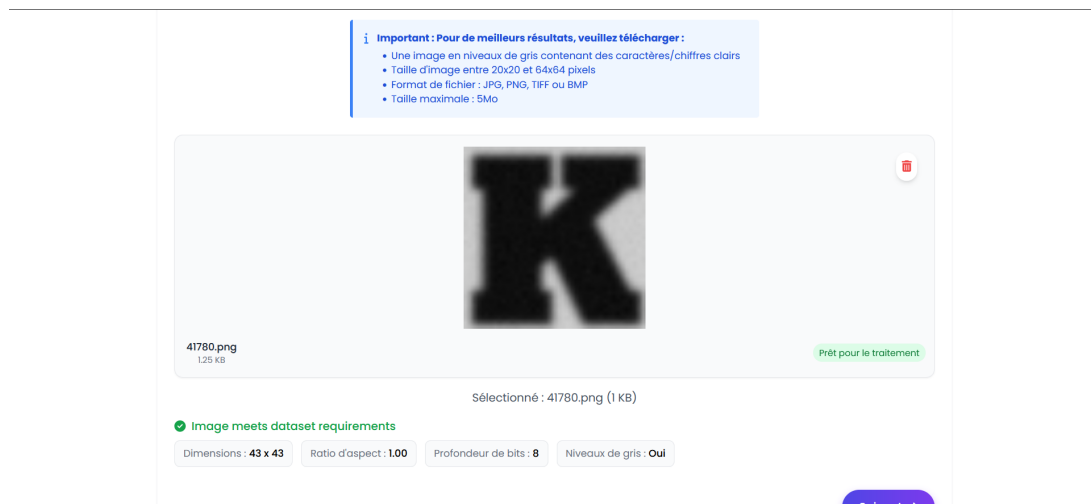 Important : Pour de meilleurs résultats, veuillez télécharger :
• Une image en niveaux de gris contenant des caractères/chiffres clairs
• Taille d'image entre 20x20 et 64x64 pixels
• Format de fichier : JPG, PNG, TIFF ou BMP
• Taille maximale : 5Mo
K
41780.png
1.25 KB
Prêt pour le traitement
Sélectionné : 41780.png (1 KB)
Image meets dataset requirements
Dimensions : 43 x 43 Ratio d'aspect : 1.00 Profondeur de bits : 8 Niveaux de gris : Oui